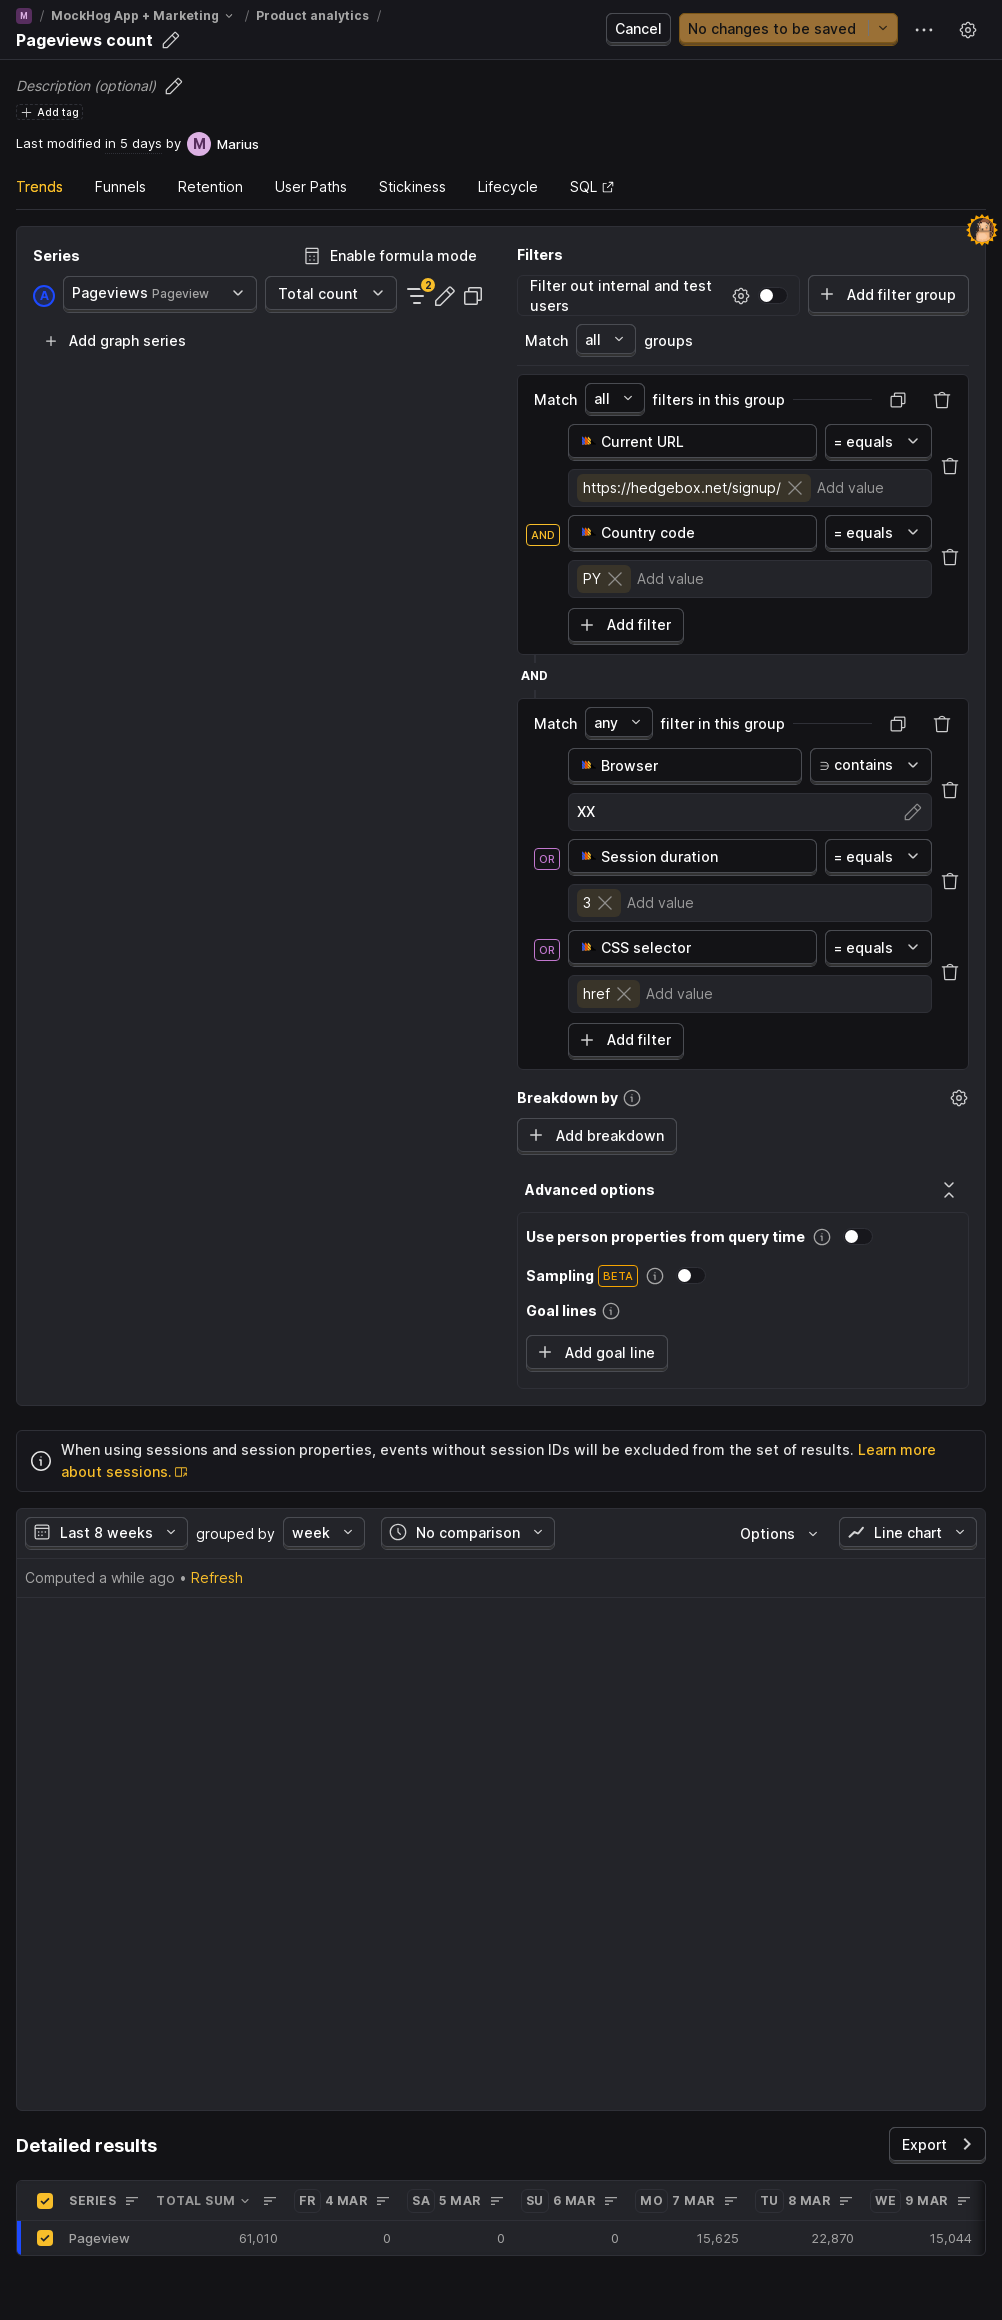 M / MockHog App + Marketing / Product analytics /
Pageviews count
Cancel
No changes to be saved
Description (optional)
Add tag
Last modified in 5 days by M Marius
Trends Funnels Retention User Paths Stickiness Lifecycle SQL
Series
Enable formula mode
A Pageviews Pageview
Total count
2
Add graph series
Filters
Filter out internal and test
users
Add filter group
Match all groups
Match all filters in this group
Current URL
= equals
https://hedgebox.net/signup/ Add value
AND
Country code
= equals
PY Add value
Add filter
AND
Match any filter in this group
Browser
∋ contains
XX
OR
Session duration
= equals
3 Add value
OR
CSS selector
= equals
href Add value
Add filter
Breakdown by
Add breakdown
Advanced options
Use person properties from query time
Sampling BETA
Goal lines
Add goal line
When using sessions and session properties, events without session IDs will be excluded from the set of results. Learn more
about sessions.
Last 8 weeks grouped by week No comparison Options Line chart
Computed a while ago • Refresh
Detailed results
Export
SERIES TOTAL SUM FR 4 MAR SA 5 MAR SU 6 MAR MO 7 MAR TU 8 MAR WE 9 MAR
Pageview 61,010 0 0 0 15,625 22,870 15,044